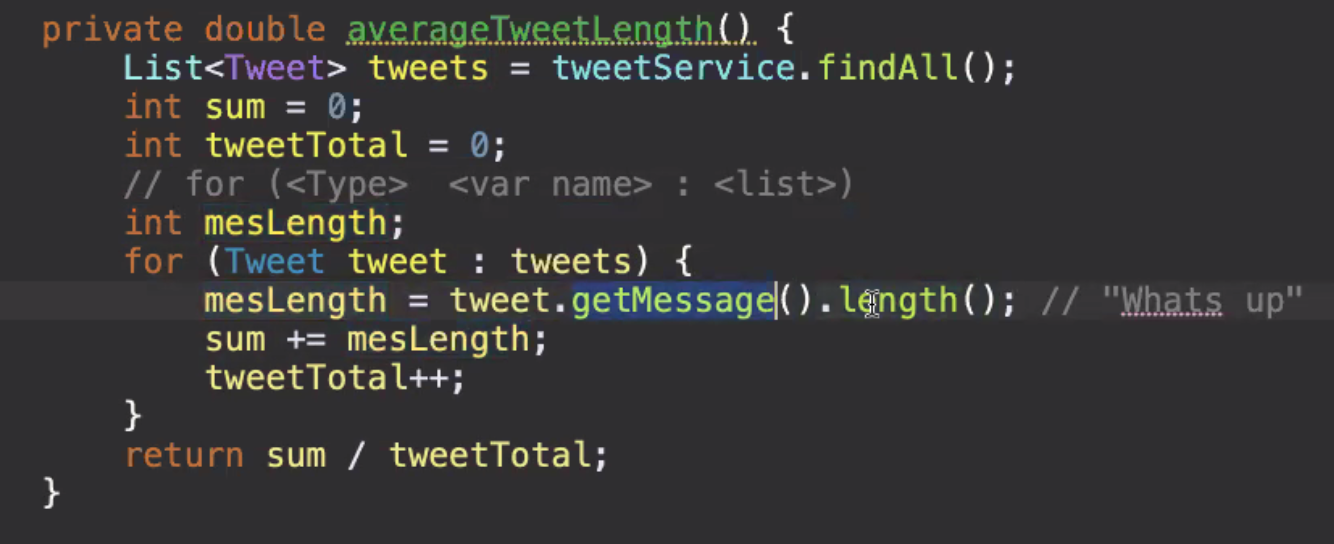 private double averageTweetLength() {
List<Tweet> tweets = tweetService.findAll();
int sum = 0;
int tweetTotal = 0;
// for (<Type>  <var name> : <list>)
int mesLength;
for (Tweet tweet : tweets) {
mesLength = tweet.getMessage().length(); // "Whats up"
sum += mesLength;
tweetTotal++;
}
return sum / tweetTotal;
}